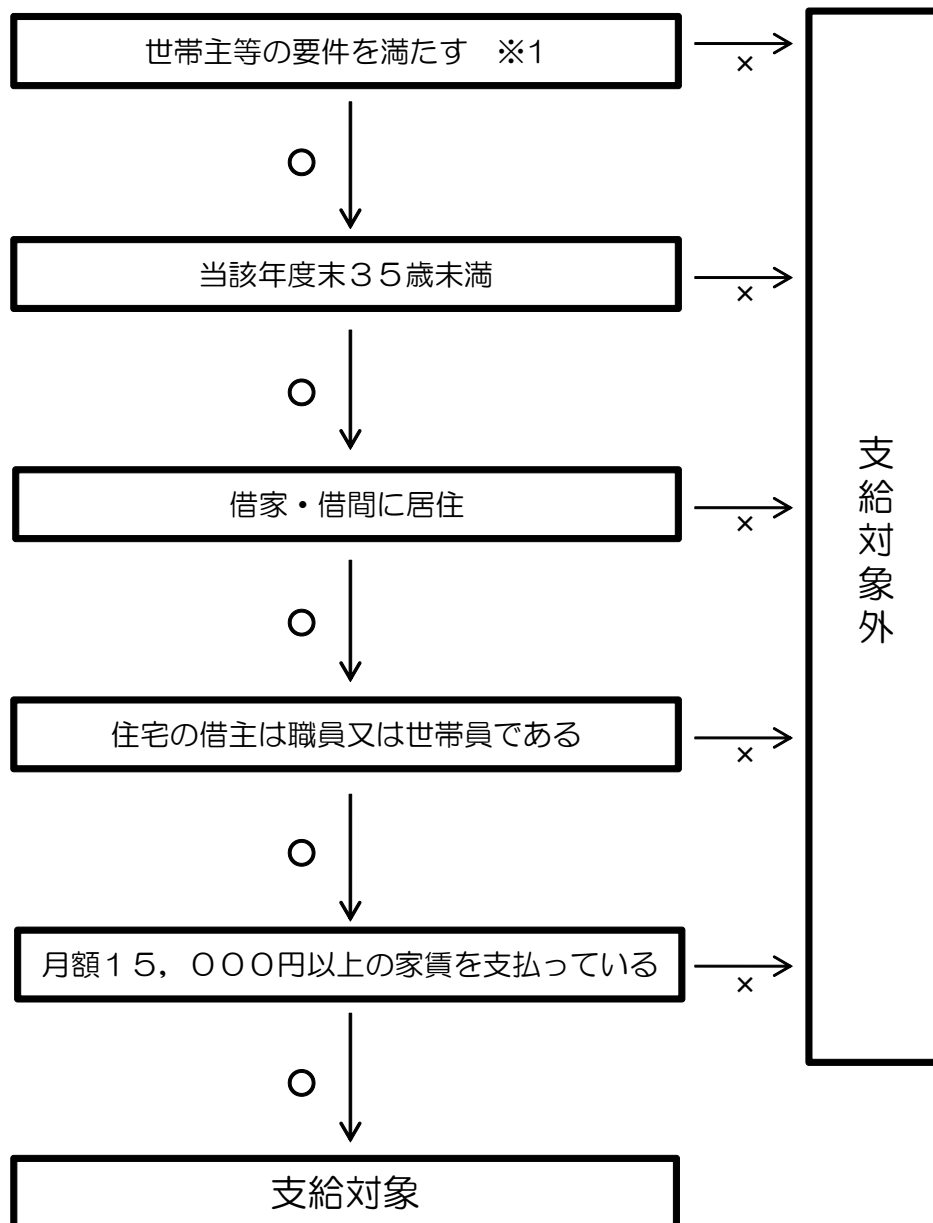 世帯主等の要件を満たす　※1
×
○
当該年度末３５歳未満
×
○
借家・借間に居住
×
○
住宅の借主は職員又は世帯員である
×
○
月額１５，０００円以上の家賃を支払っている
×
○
支給対象
支給対象外